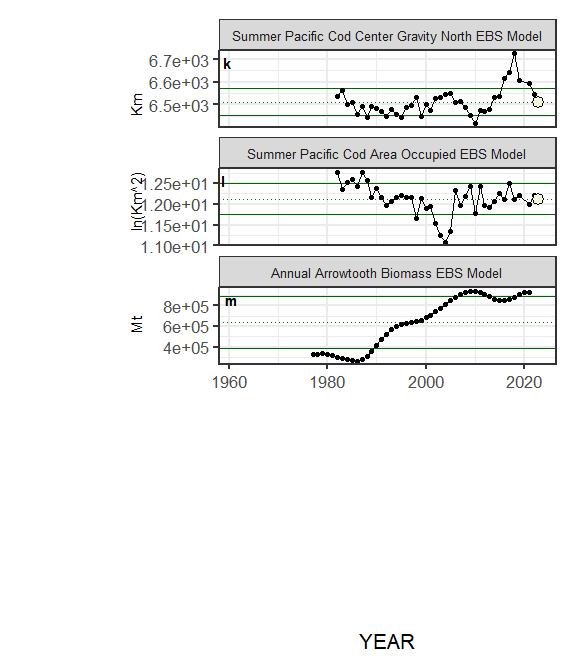 Summer Pacific Cod Center Gravity North EBS Model
k
Km
6.7e+03
6.6e+03
6.5e+03
Summer Pacific Cod Area Occupied EBS Model
l
ln(Km^2)
1.25e+01
1.20e+01
1.15e+01
1.10e+01
Annual Arrowtooth Biomass EBS Model
m
Mt
8e+05
6e+05
4e+05
1960 1980 2000 2020
YEAR